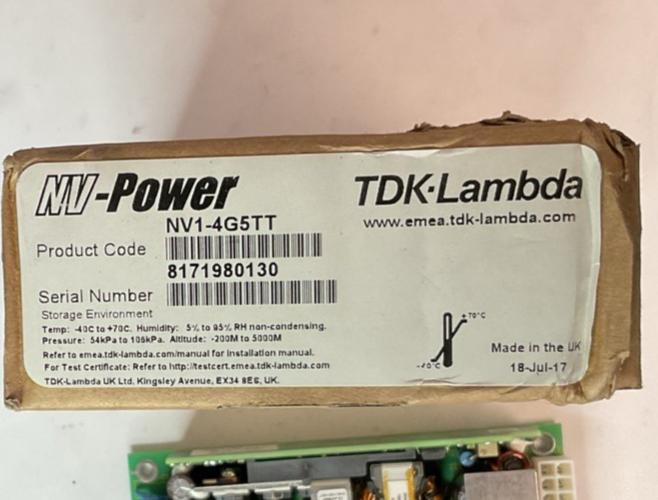 NV-Power
TDK·Lambda
www.emea.tdk-lambda.com
NV1-4G5TT
Product Code
8171980130
Serial Number
Storage Environment
Temp: -40C to +70C. Humidity: 5% to 95% RH non-condensing.
Pressure: 54kPa to 106kPa. Altitude: -200M to 5000M
Refer to emea.tdk-lambda.com/manual for installation manual.
For Test Certificate: Refer to http://testcert.emea.tdk-lambda.com
TDK-Lambda UK Ltd, Kingsley Avenue, EX34 8ES, UK.
+70°C
-40°C
Made in the UK
18-Jul-17